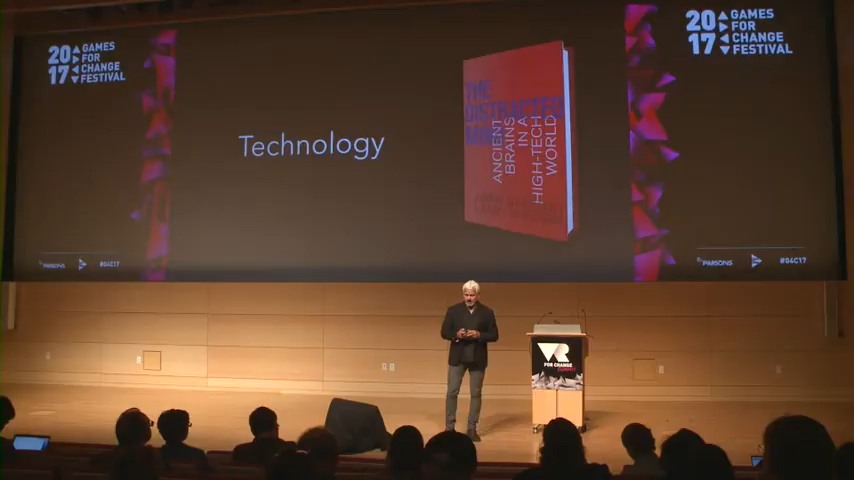 20 GAMES
17 FOR
CHANGE
FESTIVAL
Technology
THE
DISTRACTED
ANCIENT
BRAINS
IN A
HIGH-TECH
WORLD
20 GAMES
17 FOR
CHANGE
FESTIVAL
PARSONS
#G4C17
PARSONS
#G4C17
VR
FOR CHANGE
SUMMIT